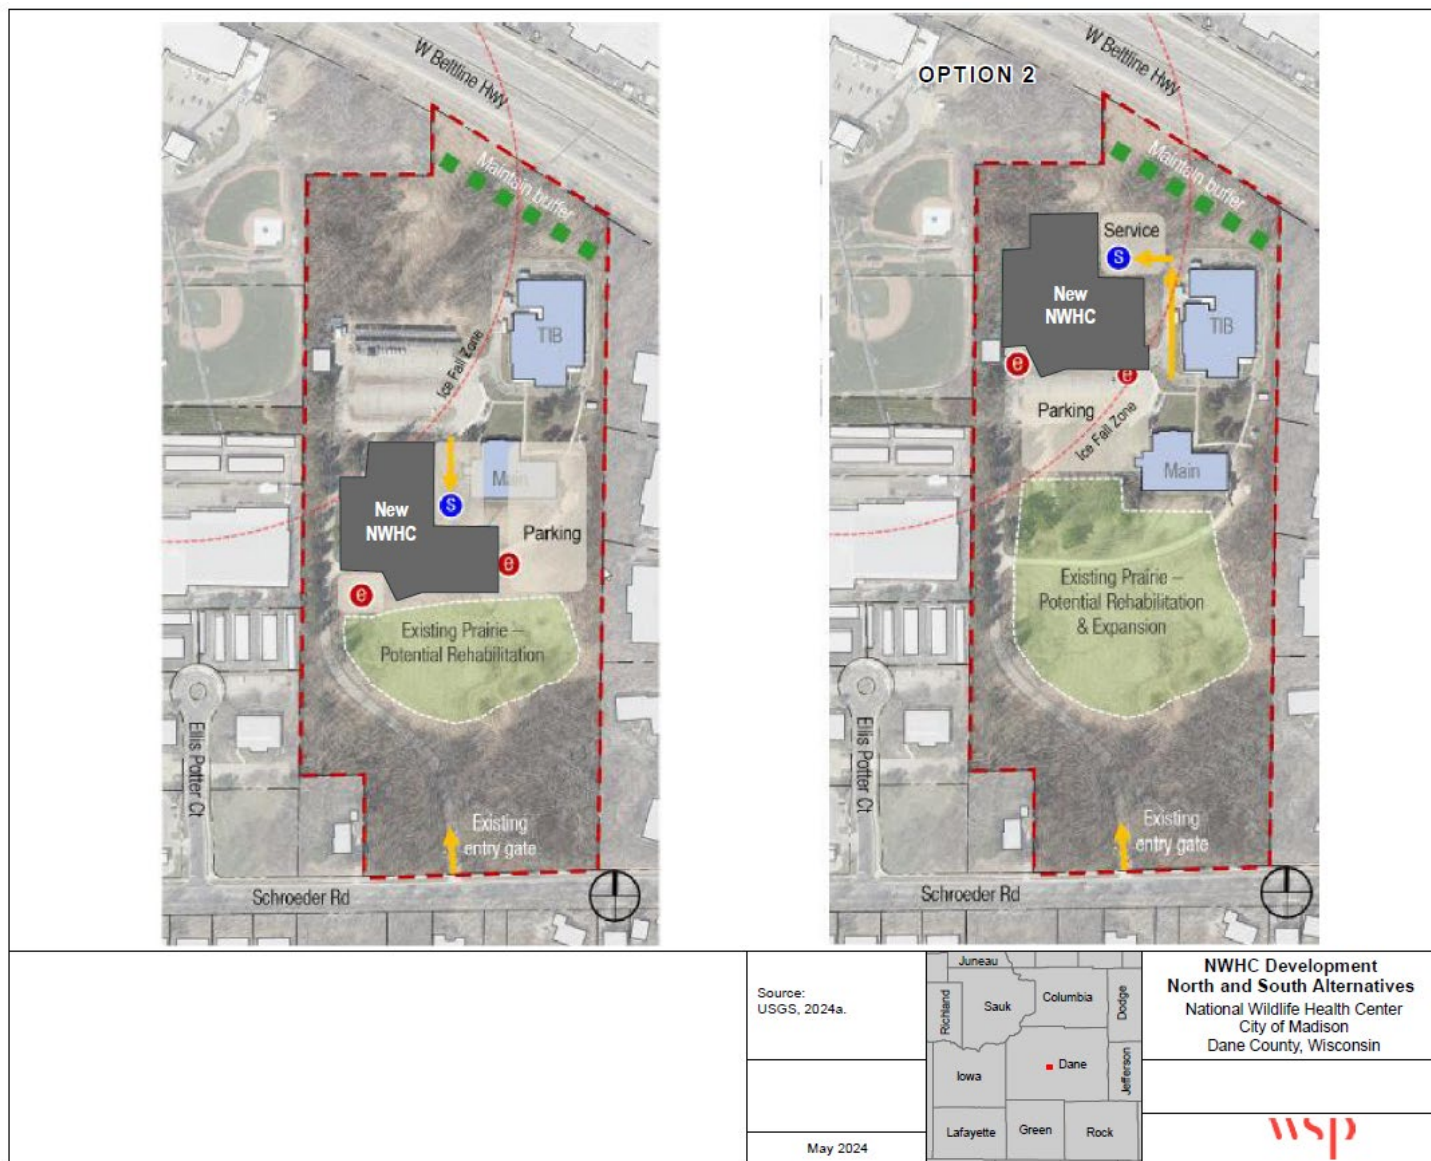 W Beltline Hwy
Maintain buffer
TIB
Ice Fall Zone
Main
S
New
NWHC
Parking
e
e
Existing Prairie –
Potential Rehabilitation
Ellis Potter Ct
Existing
entry gate
Schroeder Rd
OPTION 2
W Beltline Hwy
Maintain buffer
Service
S
New
NWHC
TIB
e
e
Parking
Ice Fall Zone
Main
Existing Prairie –
Potential Rehabilitation
& Expansion
Ellis Potter Ct
Existing
entry gate
Schroeder Rd
Source:
USGS, 2024a.
May 2024
Juneau
Richland
Sauk
Columbia
Dodge
Iowa
Dane
Jefferson
Lafayette
Green
Rock
NWHC Development
North and South Alternatives
National Wildlife Health Center
City of Madison
Dane County, Wisconsin
wsp